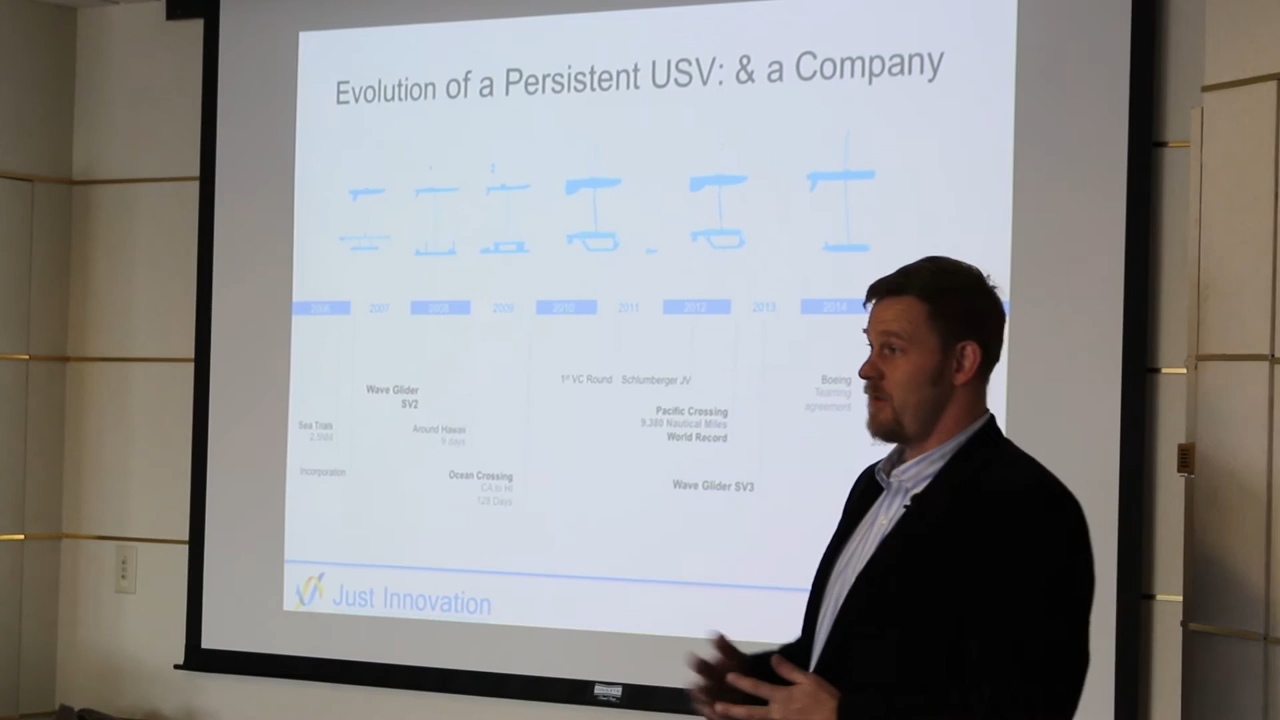 Evolution of a Persistent USV: & a Company
2006 2007 2008 2009 2010 2011 2012 2013 2014
1st VC Round Schlumberger JV
Boeing
Teaming
agreement
Wave Glider
SV2
Pacific Crossing
9,380 Nautical Miles
World Record
Sea Trials
Around Hawaii
9 days
Incorporation
Ocean Crossing
CA to HI
128 Days
Wave Glider SV3
Just Innovation